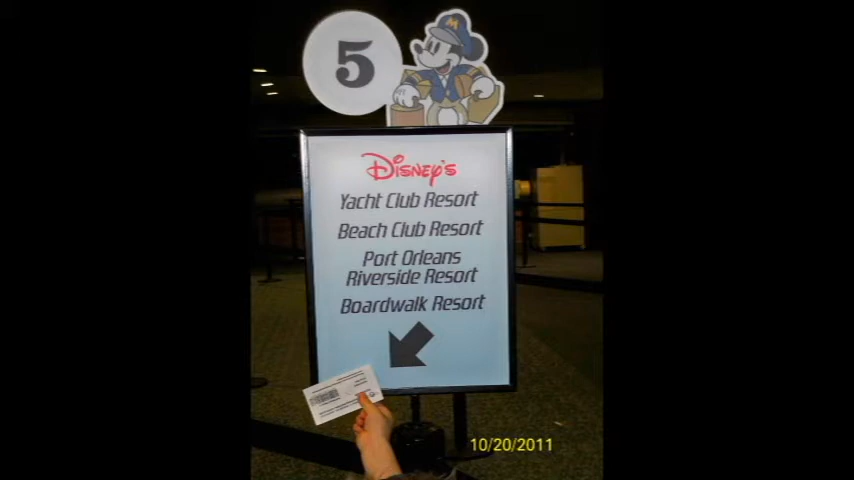 5
M
Disney's
Yacht Club Resort
Beach Club Resort
Port Orleans
Riverside Resort
Boardwalk Resort
10/20/2011